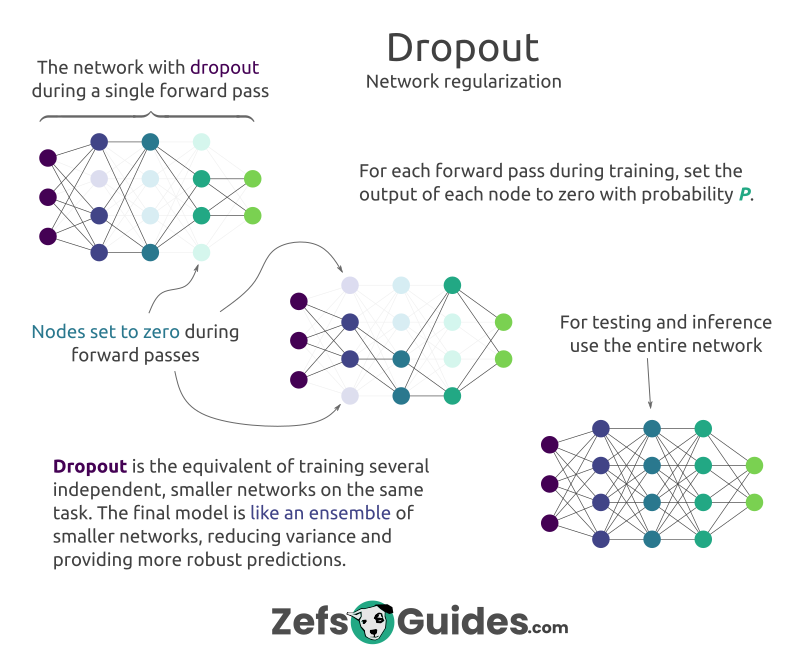 Dropout
Network regularization
The network with dropout
during a single forward pass
For each forward pass during training, set the
output of each node to zero with probability P.
Nodes set to zero during
forward passes
For testing and inference
use the entire network
Dropout is the equivalent of training several
independent, smaller networks on the same
task. The final model is like an ensemble of
smaller networks, reducing variance and
providing more robust predictions.
ZefsGuides.com